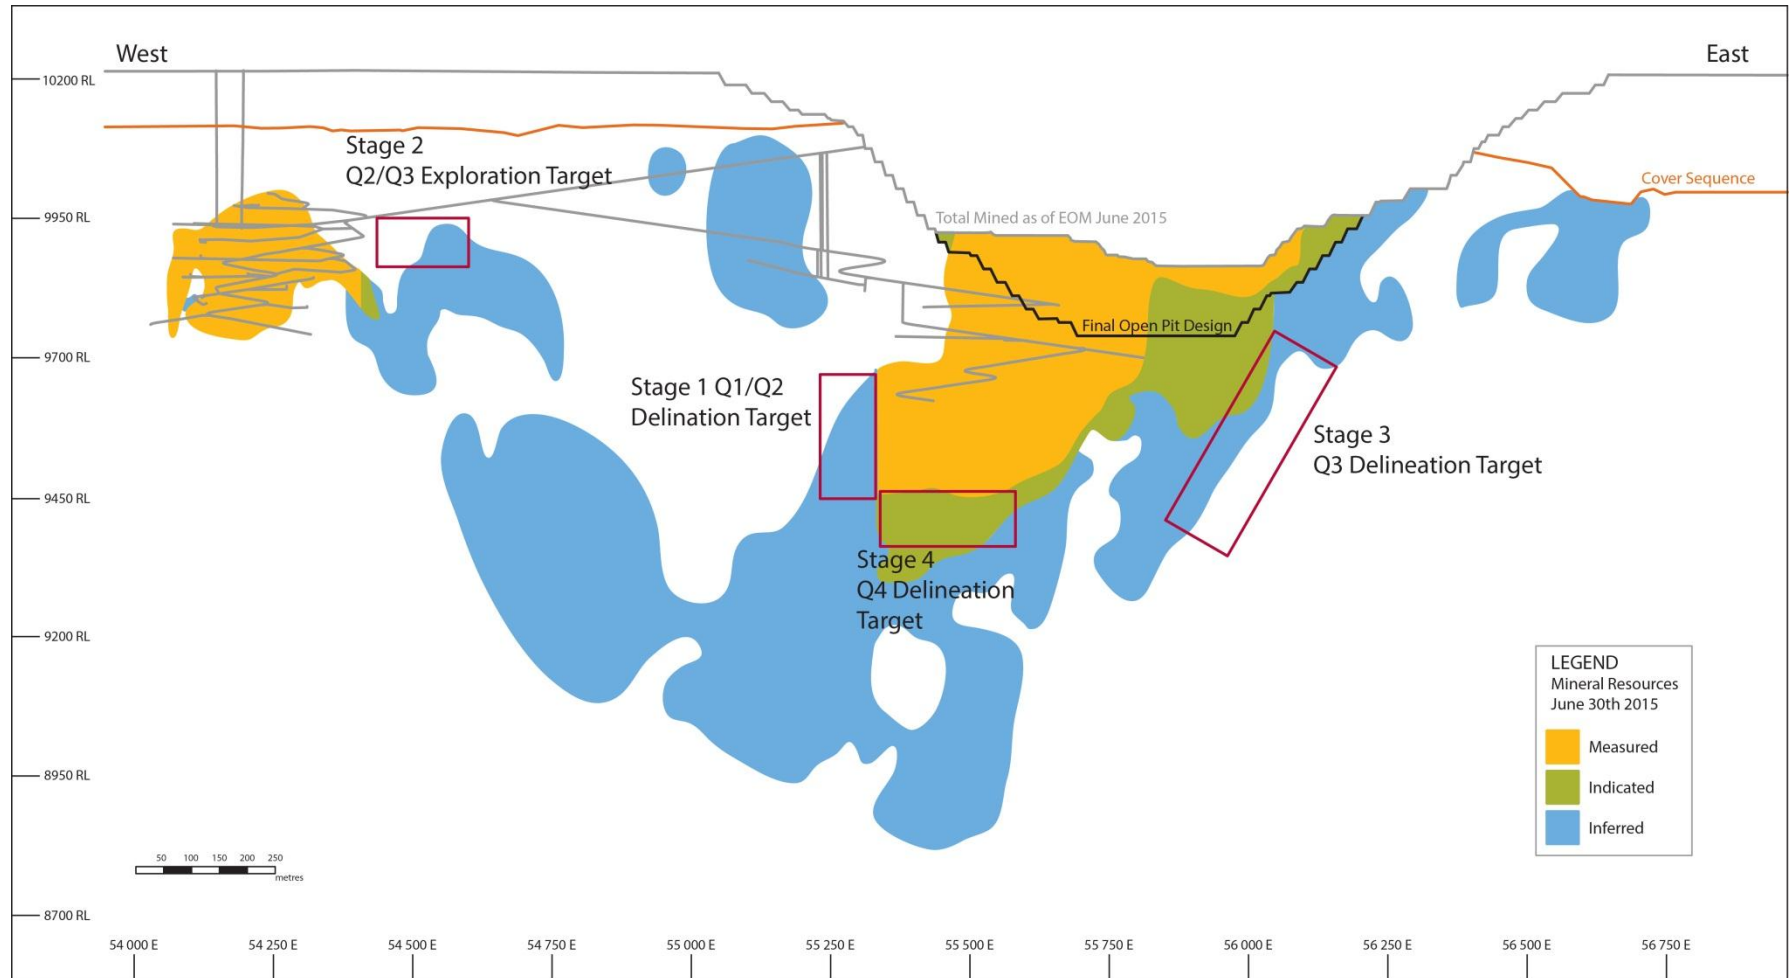 West
East
10200 RL
Stage 2
Q2/Q3 Exploration Target
Cover Sequence
9950 RL
Total Mined as of EOM June 2015
Final Open Pit Design
9700 RL
Stage 1 Q1/Q2
Delination Target
Stage 3
Q3 Delineation Target
9450 RL
Stage 4
Q4 Delineation
Target
9200 RL
LEGEND
Mineral Resources
June 30th 2015
Measured
Indicated
Inferred
8950 RL
50 100 150 200 250
metres
8700 RL
54 000 E 54 250 E 54 500 E 54 750 E 55 000 E 55 250 E 55 500 E 55 750 E 56 000 E 56 250 E 56 500 E 56 750 E